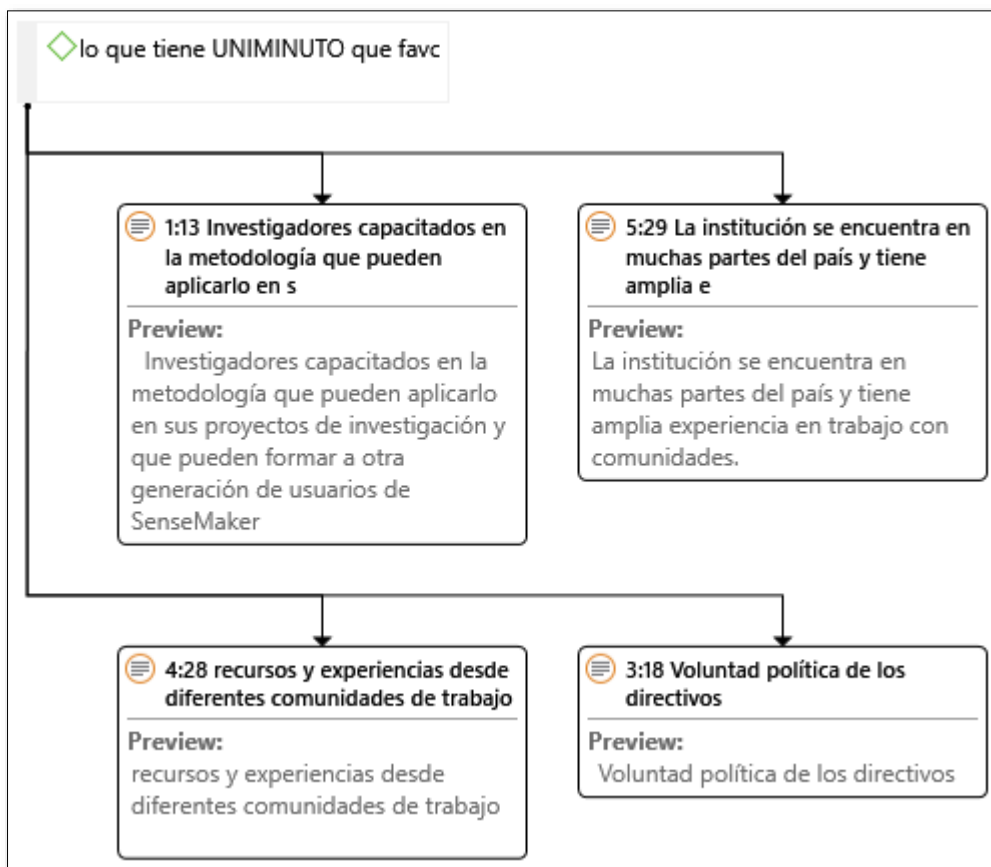 lo que tiene UNIMINUTO que favc
1:13 Investigadores capacitados en
la metodología que pueden
aplicarlo en s
Preview:
Investigadores capacitados en la
metodología que pueden aplicarlo
en sus proyectos de investigación y
que pueden formar a otra
generación de usuarios de
SenseMaker
5:29 La institución se encuentra en
muchas partes del país y tiene
amplia e
Preview:
La institución se encuentra en
muchas partes del país y tiene
amplia experiencia en trabajo con
comunidades.
4:28 recursos y experiencias desde
diferentes comunidades de trabajo
Preview:
recursos y experiencias desde
diferentes comunidades de trabajo
3:18 Voluntad política de los
directivos
Preview:
Voluntad política de los directivos